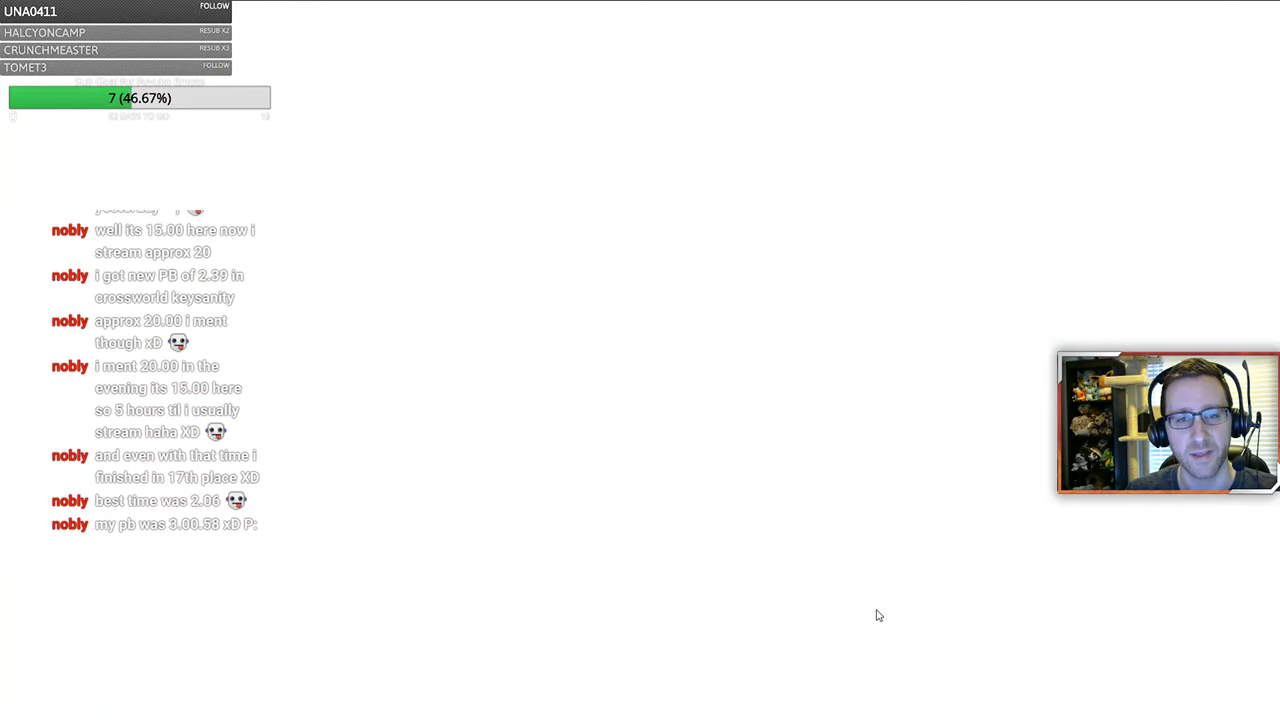 UNA0411 FOLLOW
HALCYONCAMP RESUB X2
CRUNCHMEASTER RESUB X3
TOMET3 FOLLOW
7 (46.67%)
nobly well its 15.00 here now i
stream approx 20
nobly i got new PB of 2.39 in
crossworld keysanity
nobly approx 20.00 i ment
though xD
nobly i ment 20.00 in the
evening its 15.00 here
so 5 hours til i usually
stream haha XD
nobly and even with that time i
finished in 17th place XD
nobly best time was 2.06
nobly my pb was 3.00.58 xD P: